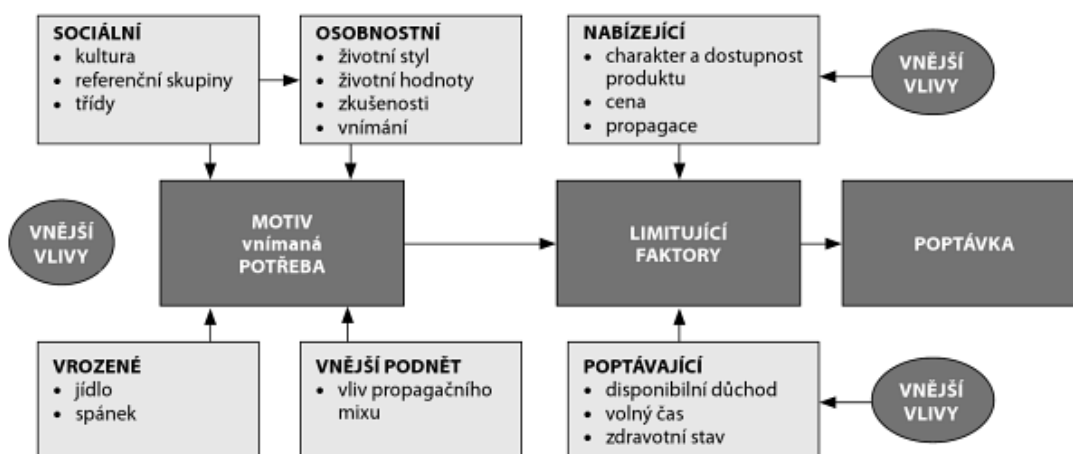 SOCIÁLNÍ
• kultura
• referenční skupiny
• třídy
OSOBNOSTNÍ
• životní styl
• životní hodnoty
• zkušenosti
• vnímání
NABÍZEJÍCÍ
• charakter a dostupnost
produktu
• cena
• propagace
VNĚJŠÍ
VLIVY
VNĚJŠÍ
VLIVY
MOTIV
vnímaná
POTŘEBA
LIMITUJÍCÍ
FAKTORY
POPTÁVKA
VROZENÉ
• jídlo
• spánek
VNĚJŠÍ PODNĚT
• vliv propagačního
mixu
POPTÁVAJÍCÍ
• disponibilní důchod
• volný čas
• zdravotní stav
VNĚJŠÍ
VLIVY